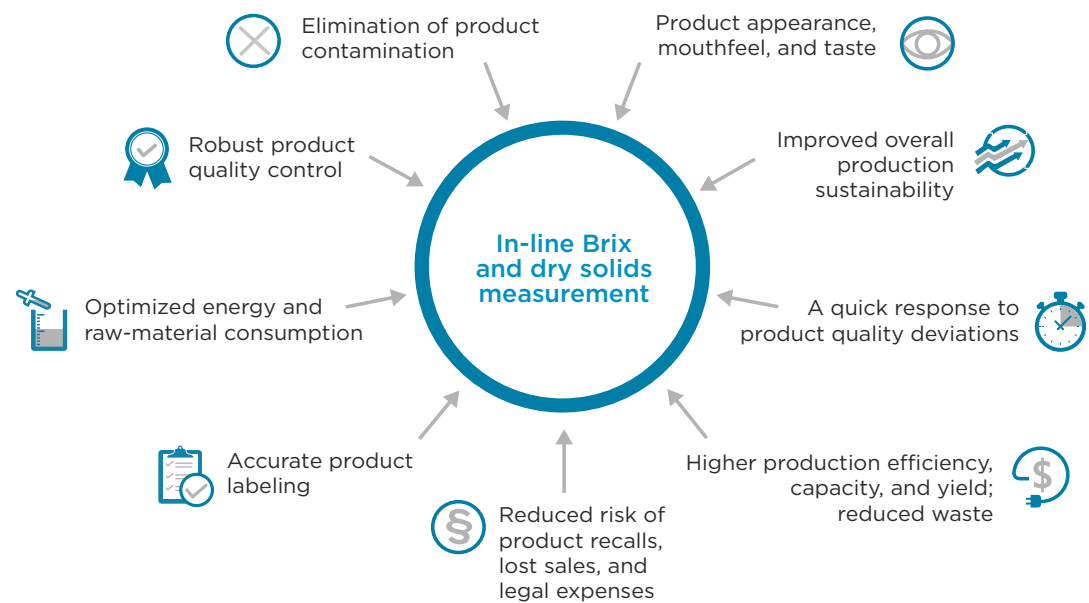 Elimination of product
contamination
Product appearance,
mouthfeel, and taste
Robust product
quality control
Improved overall
production
sustainability
In-line Brix
and dry solids
measurement
Optimized energy and
raw-material consumption
A quick response to
product quality deviations
Accurate product
labeling
Higher production efficiency,
capacity, and yield;
reduced waste
$
§
Reduced risk of
product recalls,
lost sales, and
legal expenses